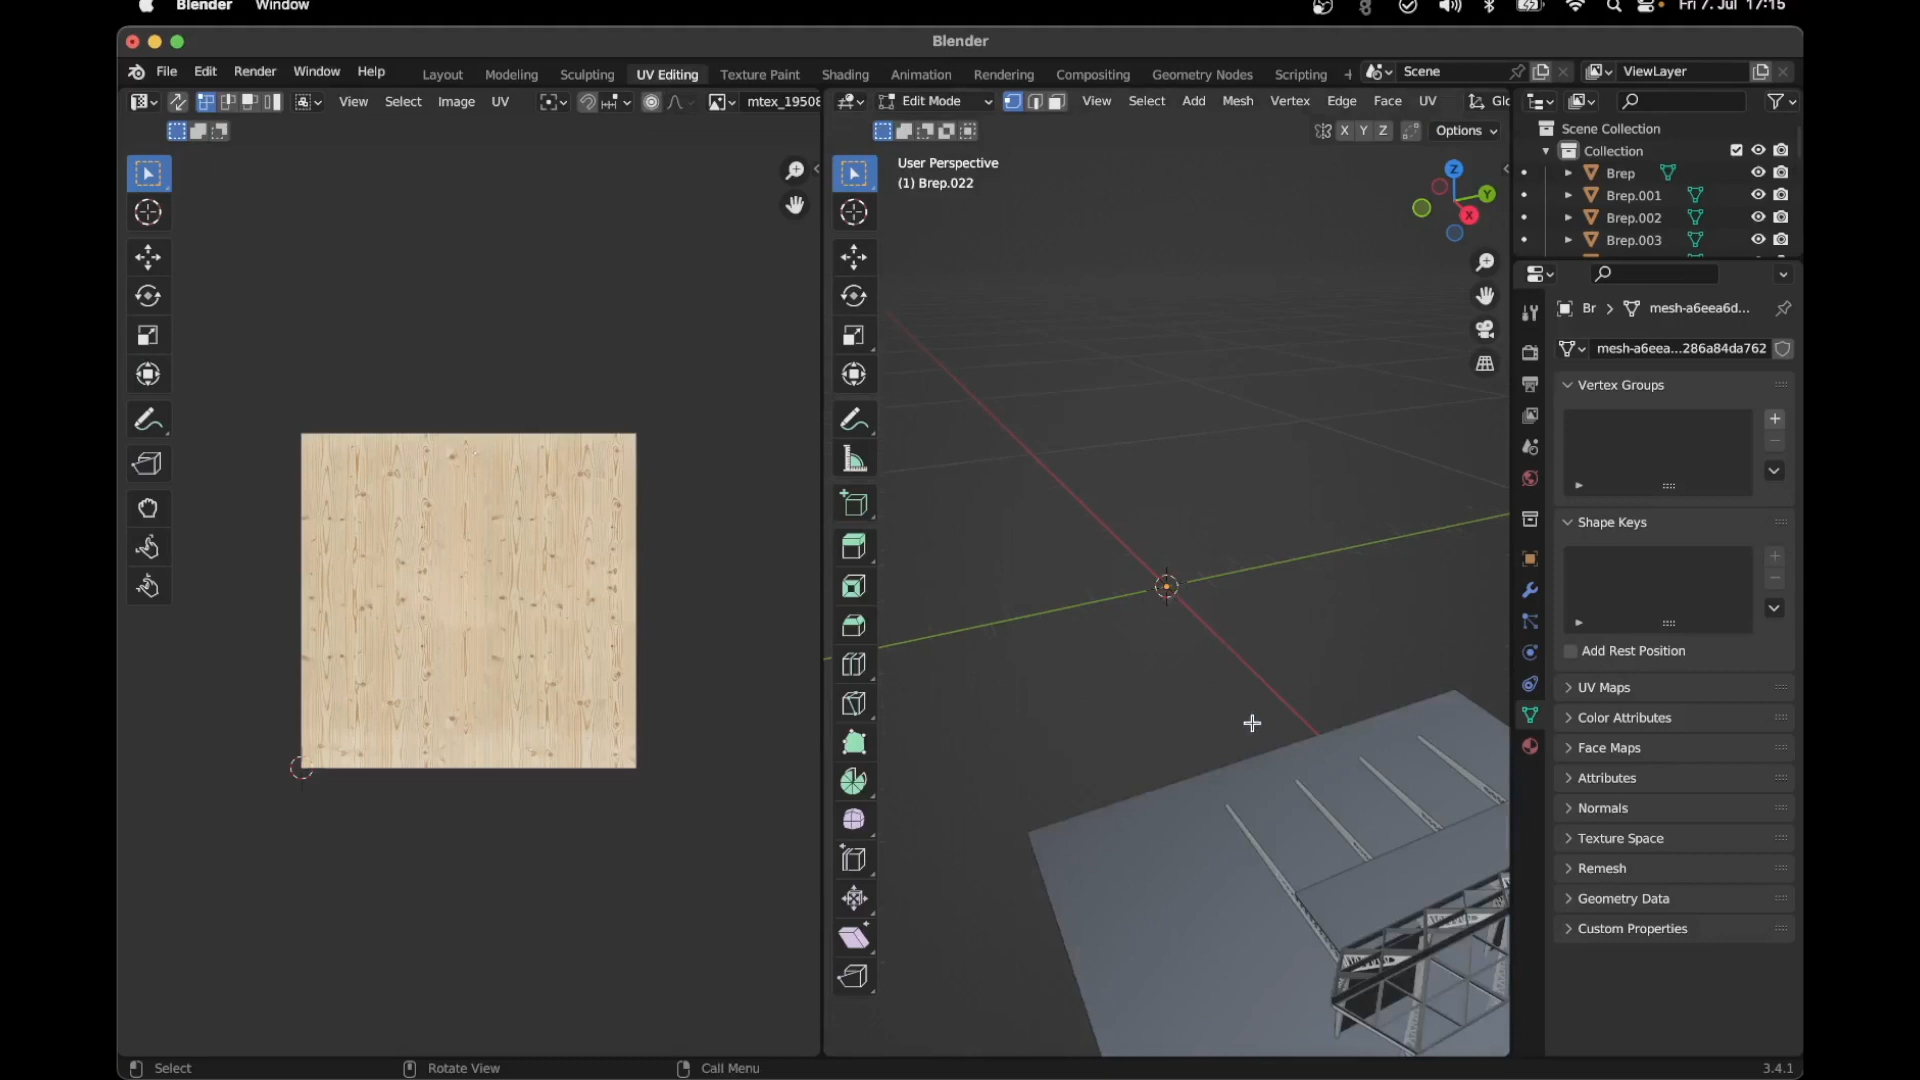 Blender Window Fri 7. Jul 17:15
Blender
File Edit Render Window Help Layout Modeling Sculpting UV Editing Texture Paint Shading Animation Rendering Compositing Geometry Nodes Scripting + Scene ViewLayer
View Select Image UV mtex_19508 Edit Mode View Select Add Mesh Vertex Edge Face UV Glo
X Y Z Options
Scene Collection
Collection
Brep
Brep.001
Brep.002
Brep.003
User Perspective
(1) Brep.022
Z
Y
X
Br > mesh-a6eea6d...
mesh-a6eea...286a84da762
Vertex Groups
Shape Keys
Add Rest Position
UV Maps
Color Attributes
Face Maps
Attributes
Normals
Texture Space
Remesh
Geometry Data
Custom Properties
Select Rotate View Call Menu 3.4.1